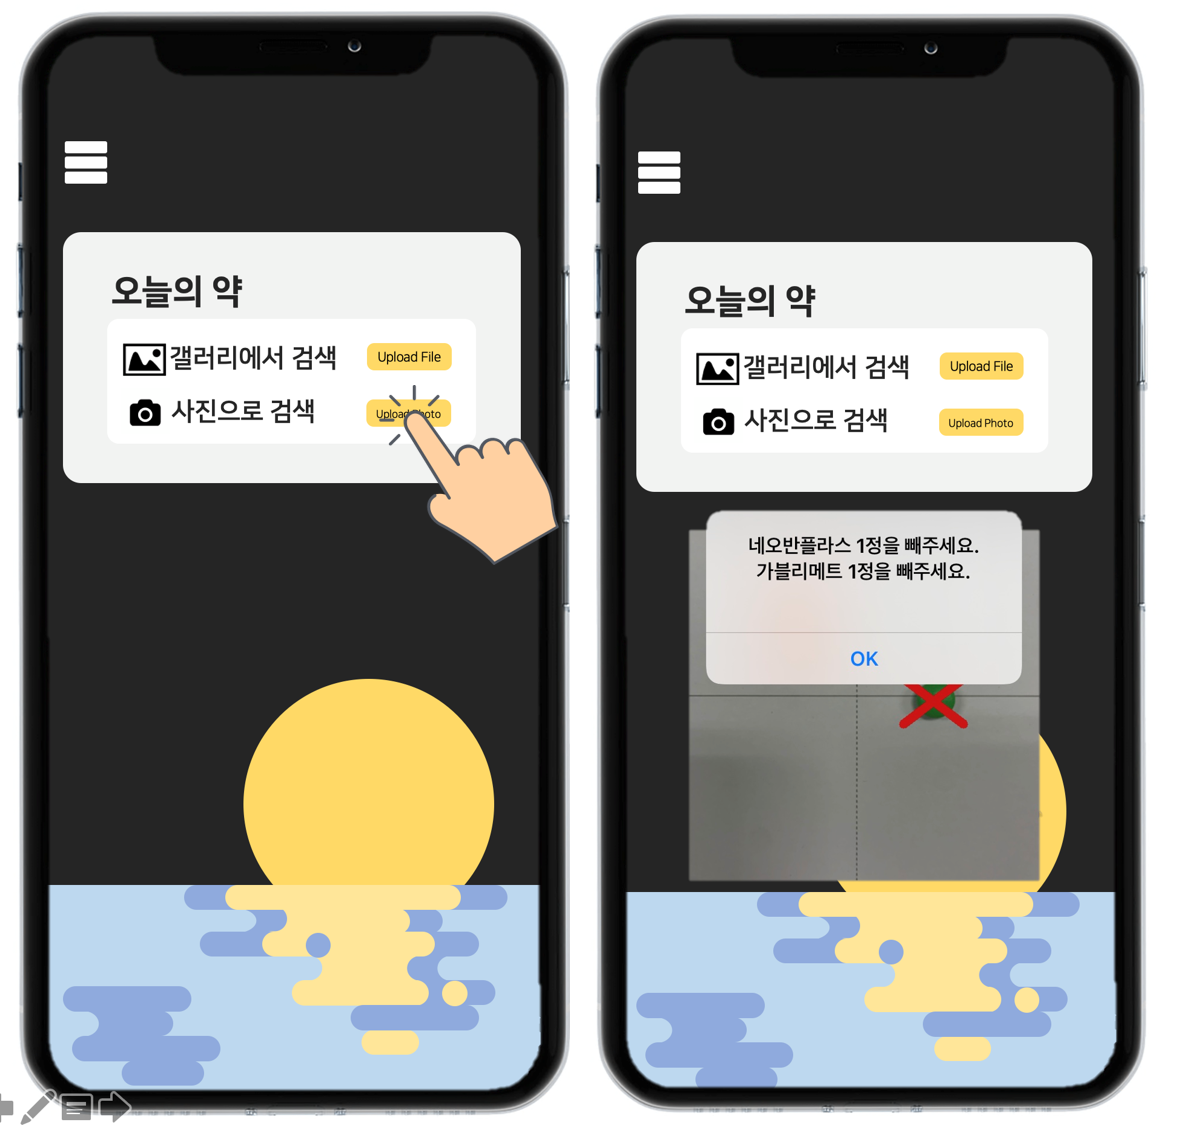 오늘의 약
갤러리에서 검색
Upload File
사진으로 검색
Upload Photo
오늘의 약
갤러리에서 검색
Upload File
사진으로 검색
Upload Photo
네오반플라스 1정을 빼주세요.
가블리메트 1정을 빼주세요.
OK